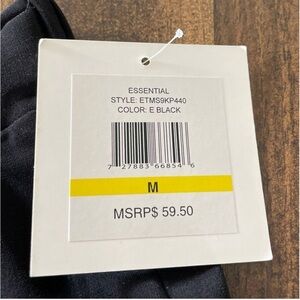 ESSENTIAL
STYLE: ETMS9KP440
COLOR: E BLACK
7 27883 66854 6
M
MSRP$ 59.50